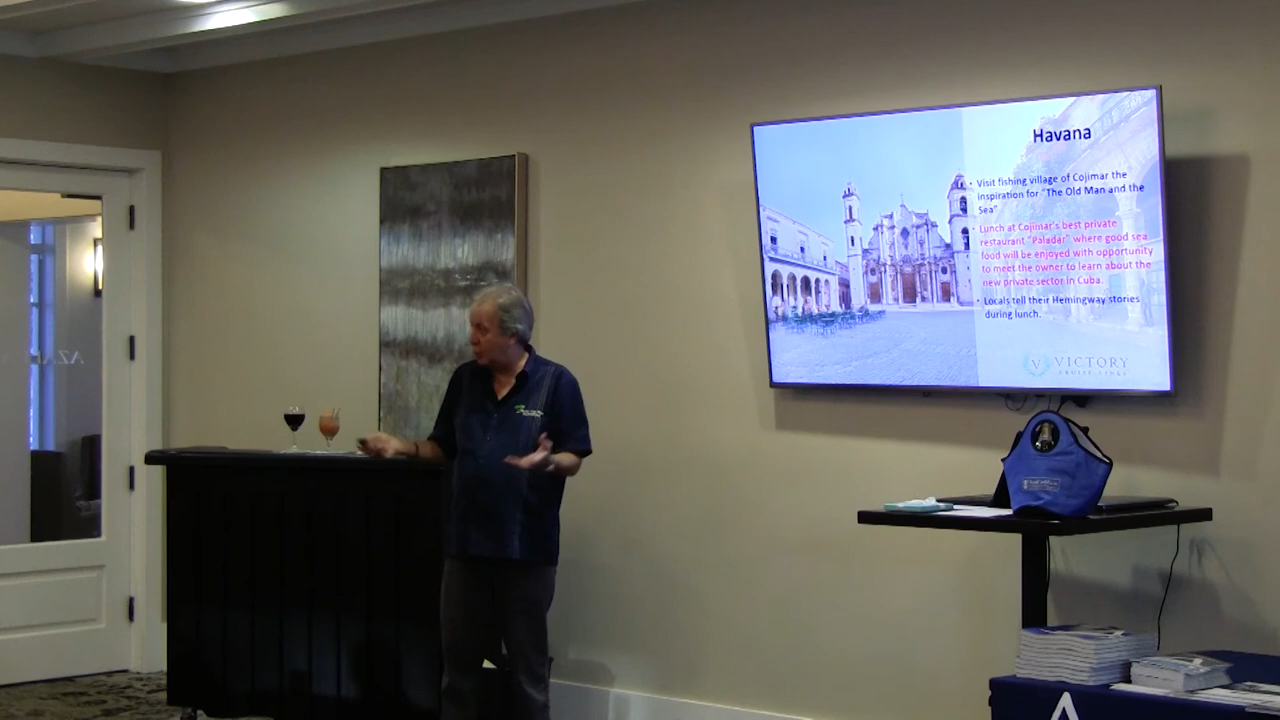 Havana
• Visit fishing village of Cojimar the
inspiration for "The Old Man and the
Sea"
• Lunch at Cojimar's best private
restaurant "Paladar" where good sea
food will be enjoyed with opportunity
to meet the owner to learn about the
new private sector in Cuba.
• Locals tell their Hemingway stories
during lunch.
V VICTORY
CRUISE LINES